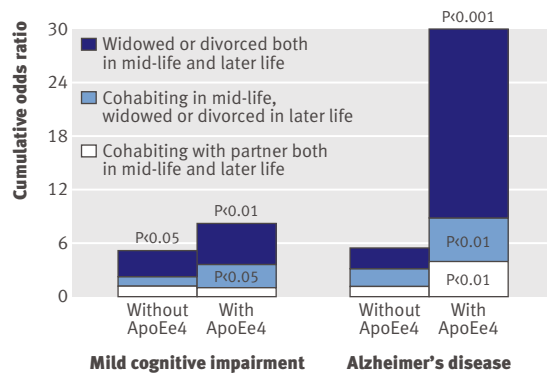 Cumulative odds ratio
30
24
18
12
6
0
Widowed or divorced both
in mid-life and later life
Cohabiting in mid-life,
widowed or divorced in later life
Cohabiting with partner both
in mid-life and later life
P<0.05
P<0.01
P<0.05
P<0.001
P<0.01
P<0.01
Without
ApoEe4
With
ApoEe4
Without
ApoEe4
With
ApoEe4
Mild cognitive impairment
Alzheimer's disease